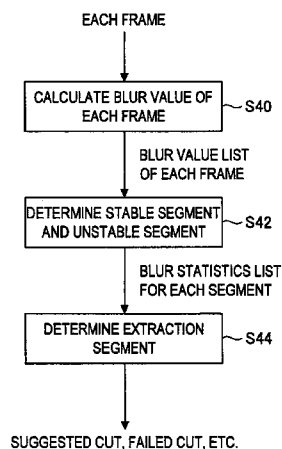 EACH FRAME
CALCULATE BLUR VALUE OF
EACH FRAME
S40
BLUR VALUE LIST
OF EACH FRAME
DETERMINE STABLE SEGMENT
AND UNSTABLE SEGMENT
S42
BLUR STATISTICS LIST
FOR EACH SEGMENT
DETERMINE EXTRACTION
SEGMENT
S44
SUGGESTED CUT, FAILED CUT, ETC.